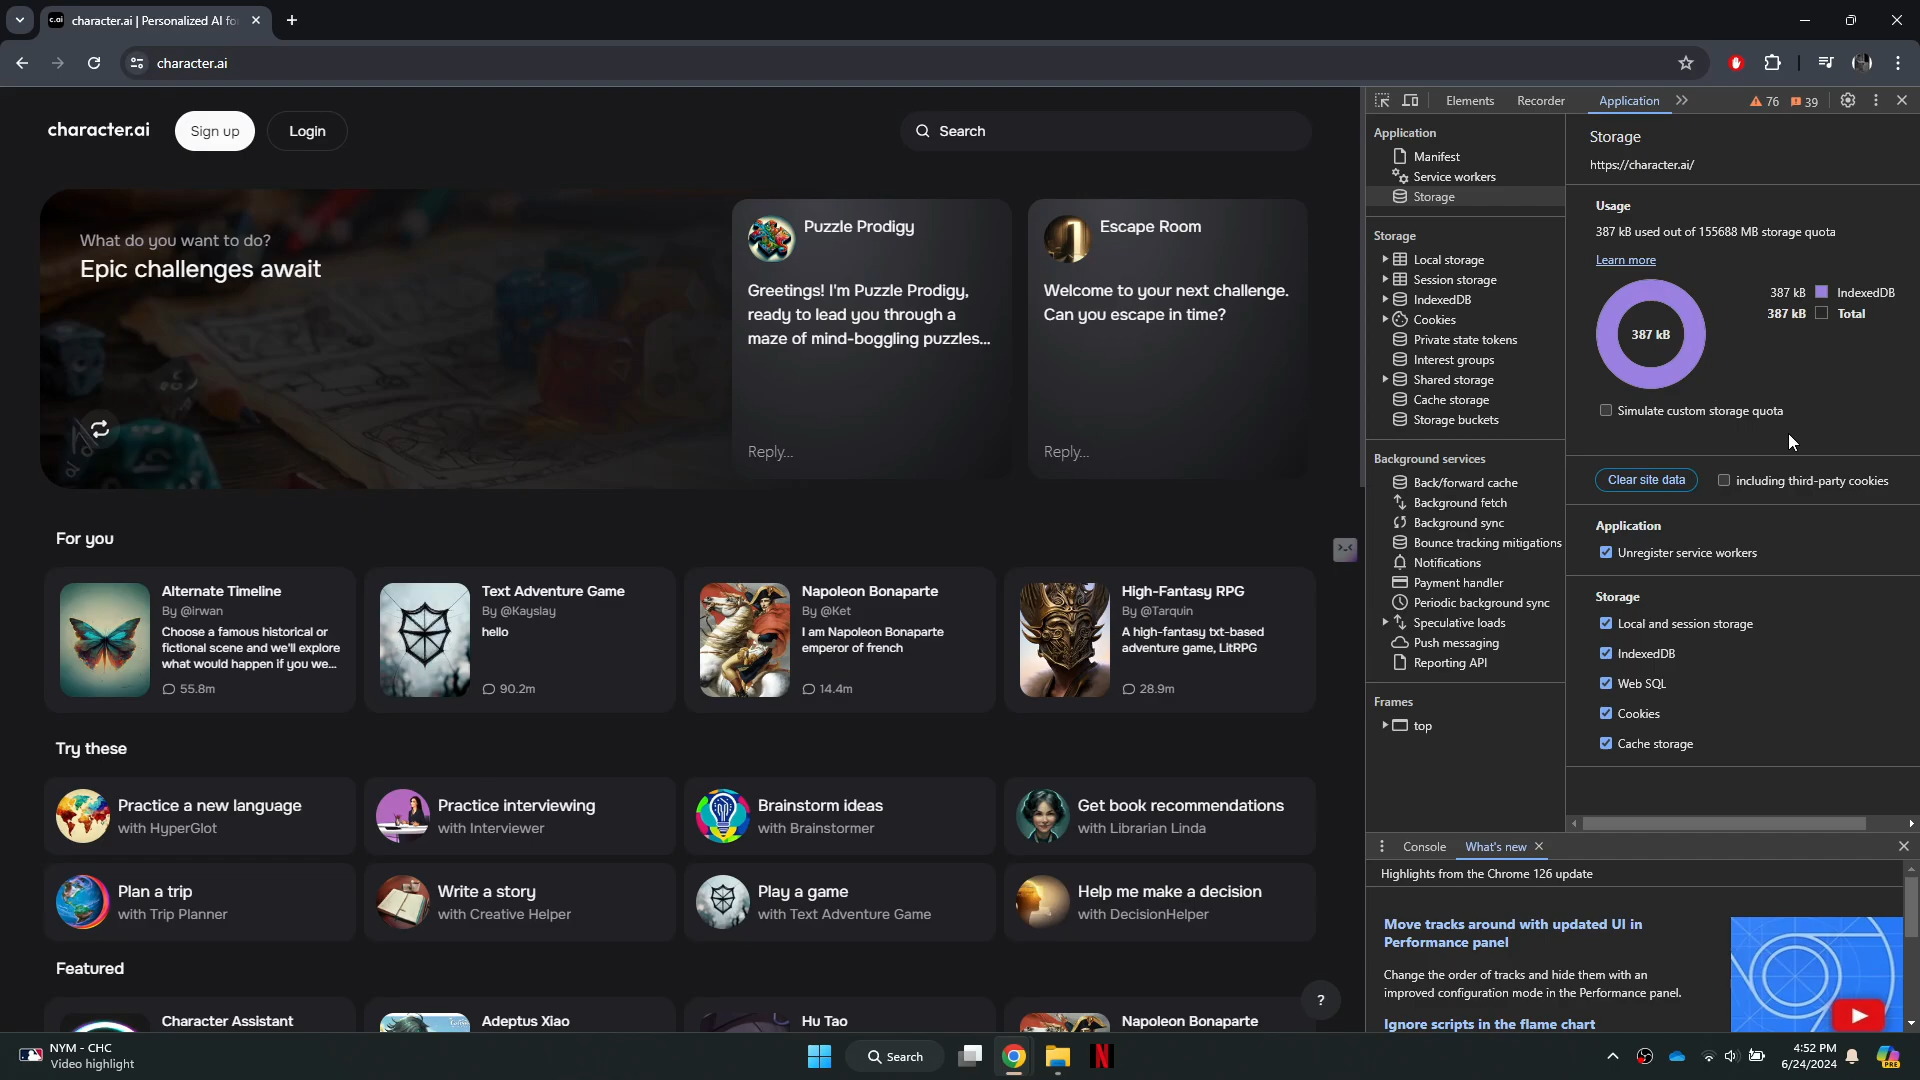 character.ai | Personalized AI fo
character.ai
character.ai
Sign up
Login
Search
What do you want to do?
Epic challenges await
Puzzle Prodigy
Greetings! I'm Puzzle Prodigy,
ready to lead you through a
maze of mind-boggling puzzles...
Reply...
Escape Room
Welcome to your next challenge.
Can you escape in time?
Reply...
For you
Alternate Timeline
By @irwan
Choose a famous historical or
fictional scene and we'll explore
what would happen if you we...
55.8m
Text Adventure Game
By @Kayslay
hello
90.2m
Napoleon Bonaparte
By @Ket
I am Napoleon Bonaparte
emperor of french
14.4m
High-Fantasy RPG
By @Tarquin
A high-fantasy txt-based
adventure game, LitRPG
28.9m
Try these
Practice a new language
with HyperGlot
Practice interviewing
with Interviewer
Brainstorm ideas
with Brainstormer
Get book recommendations
with Librarian Linda
Plan a trip
with Trip Planner
Write a story
with Creative Helper
Play a game
with Text Adventure Game
Help me make a decision
with DecisionHelper
Featured
Character Assistant
Adeptus Xiao
Hu Tao
Napoleon Bonaparte
?
Elements
Recorder
Application
76
39
Application
Manifest
Service workers
Storage
Storage
Local storage
Session storage
IndexedDB
Cookies
Private state tokens
Interest groups
Shared storage
Cache storage
Storage buckets
Background services
Back/forward cache
Background fetch
Background sync
Bounce tracking mitigations
Notifications
Payment handler
Periodic background sync
Speculative loads
Push messaging
Reporting API
Frames
top
Storage
https://character.ai/
Usage
387 kB used out of 155688 MB storage quota
Learn more
387 kB
387 kB IndexedDB
387 kB Total
Simulate custom storage quota
Clear site data
including third-party cookies
Application
Unregister service workers
Storage
Local and session storage
IndexedDB
Web SQL
Cookies
Cache storage
Console
What's new
Highlights from the Chrome 126 update
Move tracks around with updated UI in
Performance panel
Change the order of tracks and hide them with an
improved configuration mode in the Performance panel.
Ignore scripts in the flame chart
NYM - CHC
Video highlight
Search
4:52 PM
6/24/2024
PRE